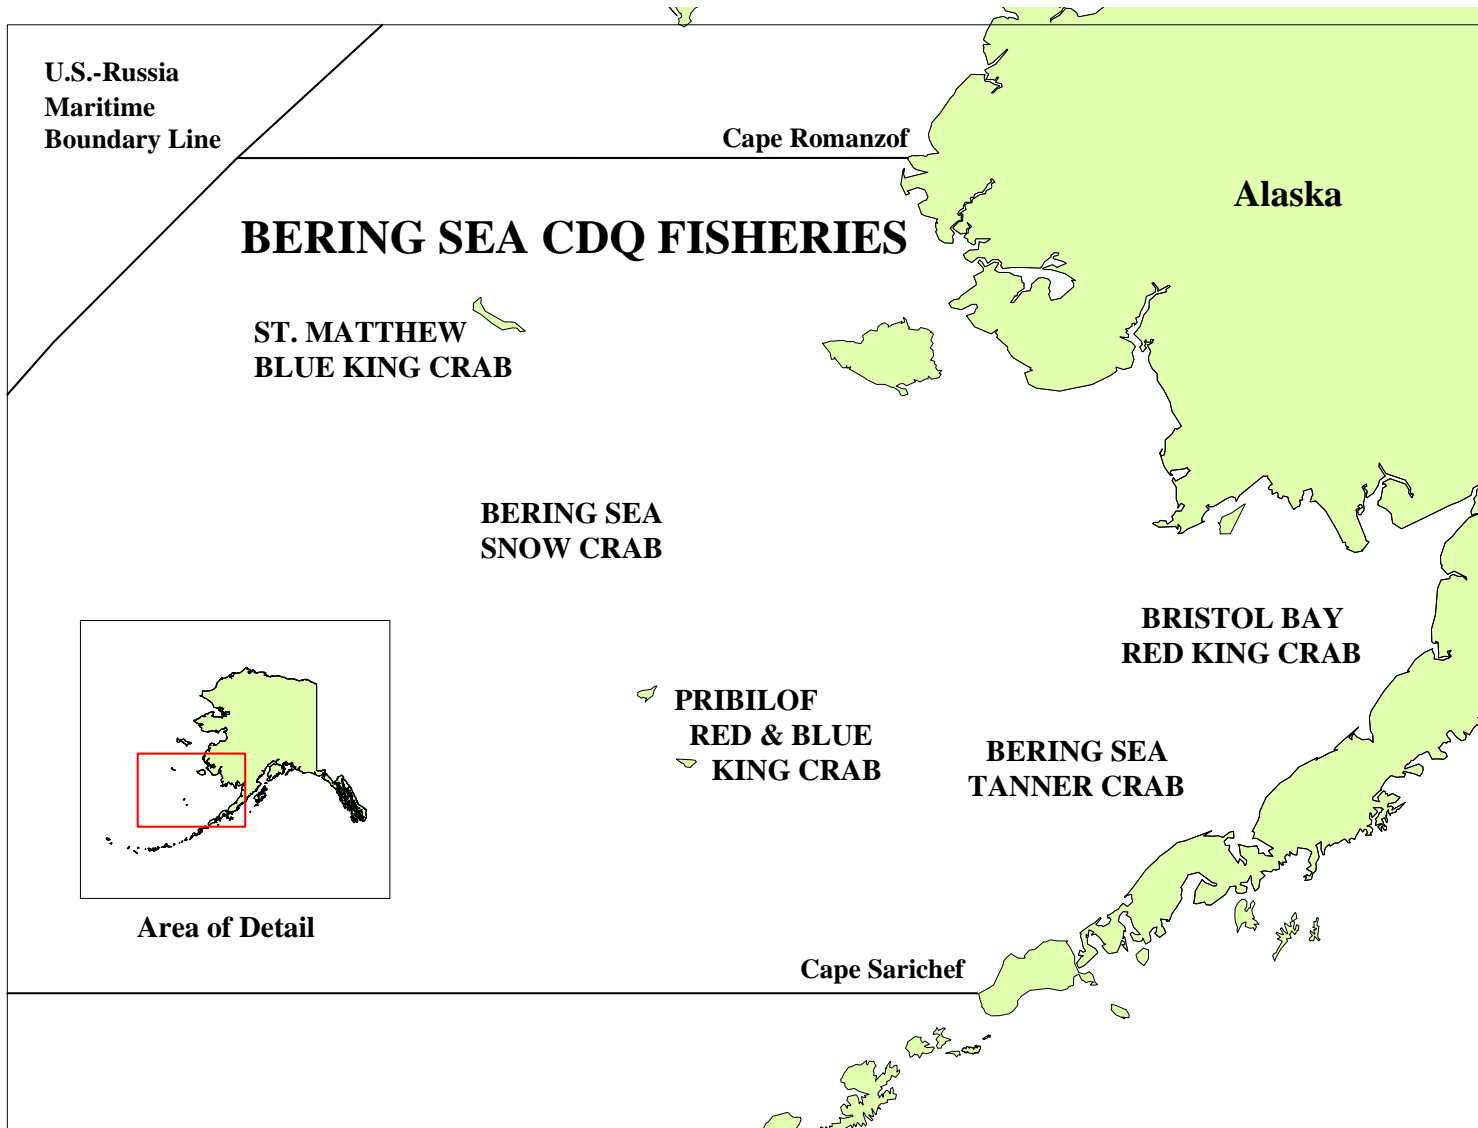 U.S.-Russia
Maritime
Boundary Line
Cape Romanzof
Alaska
BERING SEA CDQ FISHERIES
ST. MATTHEW
BLUE KING CRAB
BERING SEA
SNOW CRAB
BRISTOL BAY
RED KING CRAB
PRIBILOF
RED & BLUE
KING CRAB
BERING SEA
TANNER CRAB
Area of Detail
Cape Sarichef